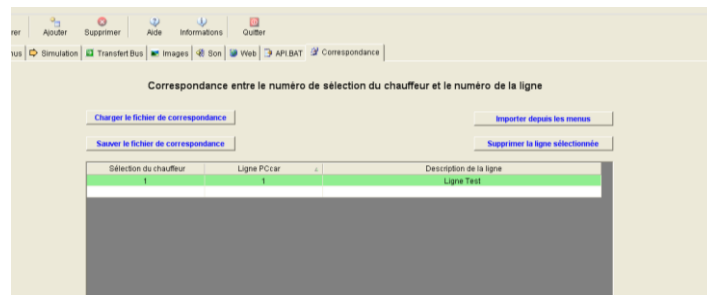 rer Ajouter Supprimer Aide Informations Quitter
nus Simulation Transfert Bus Images Son Web API.BAT Correspondance
Correspondance entre le numéro de sélection du chauffeur et le numéro de la ligne
Charger le fichier de correspondance Importer depuis les menus
Sauver le fichier de correspondance Supprimer la ligne sélectionnée
Sélection du chauffeur Ligne PCcar Description de la ligne
1 1 Ligne Test